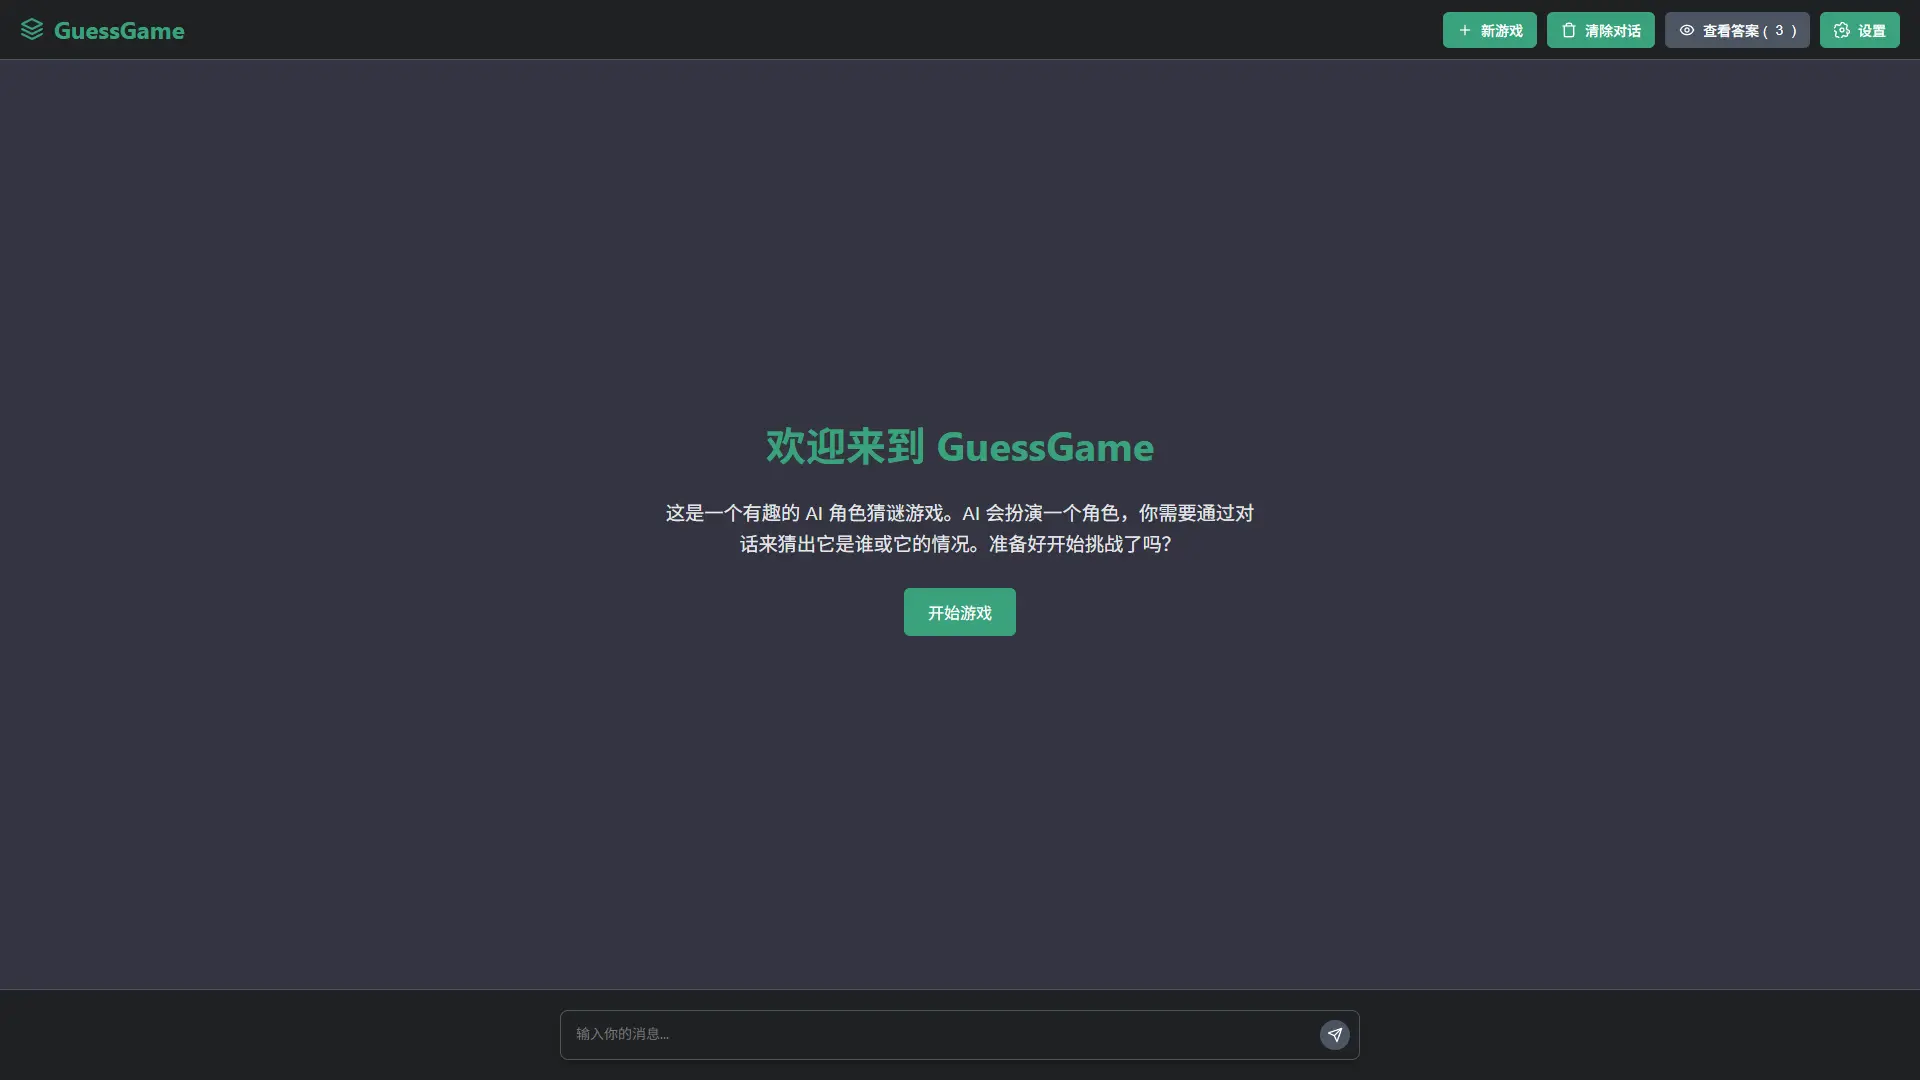 GuessGame
新游戏
清除对话
查看答案 ( 3 )
设置
欢迎来到 GuessGame
这是一个有趣的 AI 角色猜谜游戏。AI 会扮演一个角色，你需要通过对
话来猜出它是谁或它的情况。准备好开始挑战了吗？
开始游戏
输入你的消息...